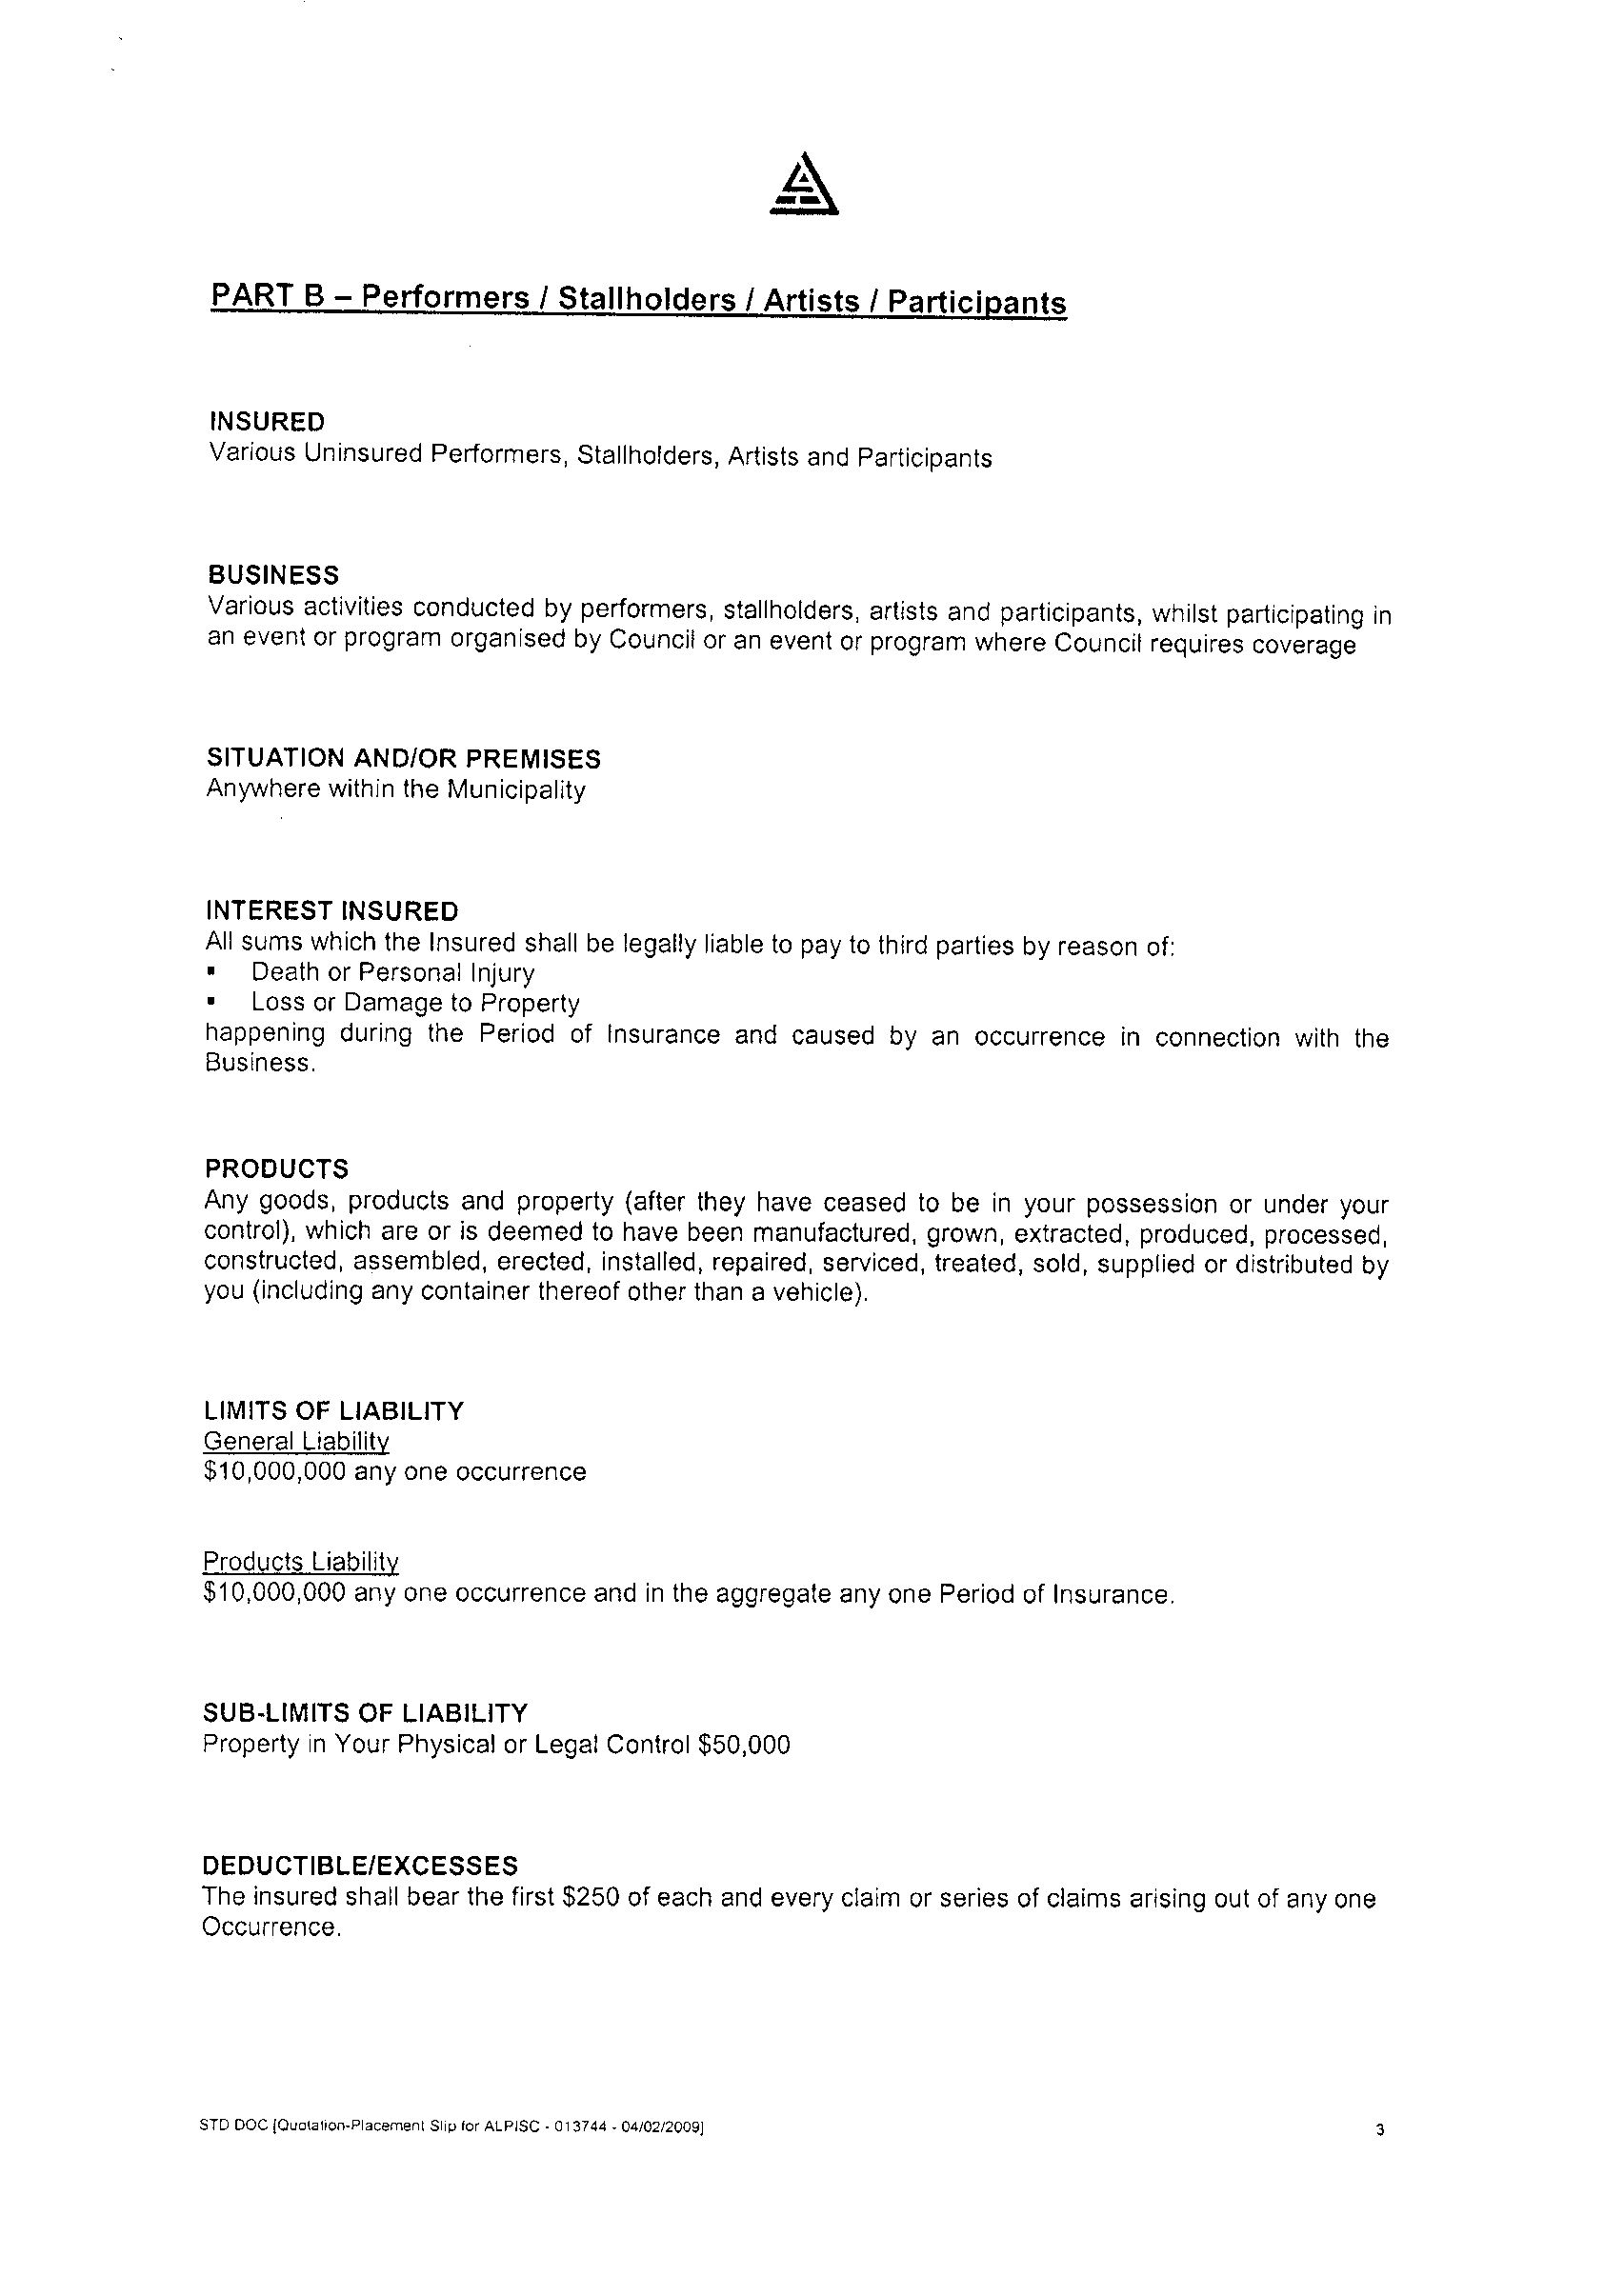 PART B – Performers / Stallholders / Artists / Participants
INSURED
Various Uninsured Performers, Stallholders, Artists and Participants
BUSINESS
Various activities conducted by performers, stallholders, artists and participants, whilst participating in
an event or program organised by Council or an event or program where Council requires coverage
SITUATION AND/OR PREMISES
Anywhere within the Municipality
INTEREST INSURED
All sums which the Insured shall be legally liable to pay to third parties by reason of:
▪ Death or Personal Injury
▪ Loss or Damage to Property
happening during the Period of Insurance and caused by an occurrence in connection with the
Business.
PRODUCTS
Any goods, products and property (after they have ceased to be in your possession or under your
control), which are or is deemed to have been manufactured, grown, extracted, produced, processed,
constructed, assembled, erected, installed, repaired, serviced, treated, sold, supplied or distributed by
you (including any container thereof other than a vehicle).
LIMITS OF LIABILITY
General Liability
$10,000,000 any one occurrence
Products Liability
$10,000,000 any one occurrence and in the aggregate any one Period of Insurance.
SUB-LIMITS OF LIABILITY
Property in Your Physical or Legal Control $50,000
DEDUCTIBLE/EXCESSES
The insured shall bear the first $250 of each and every claim or series of claims arising out of any one
Occurrence.
STD DOC [Quotation-Placement Slip for ALPISC - 013744 - 04/02/2009] 3